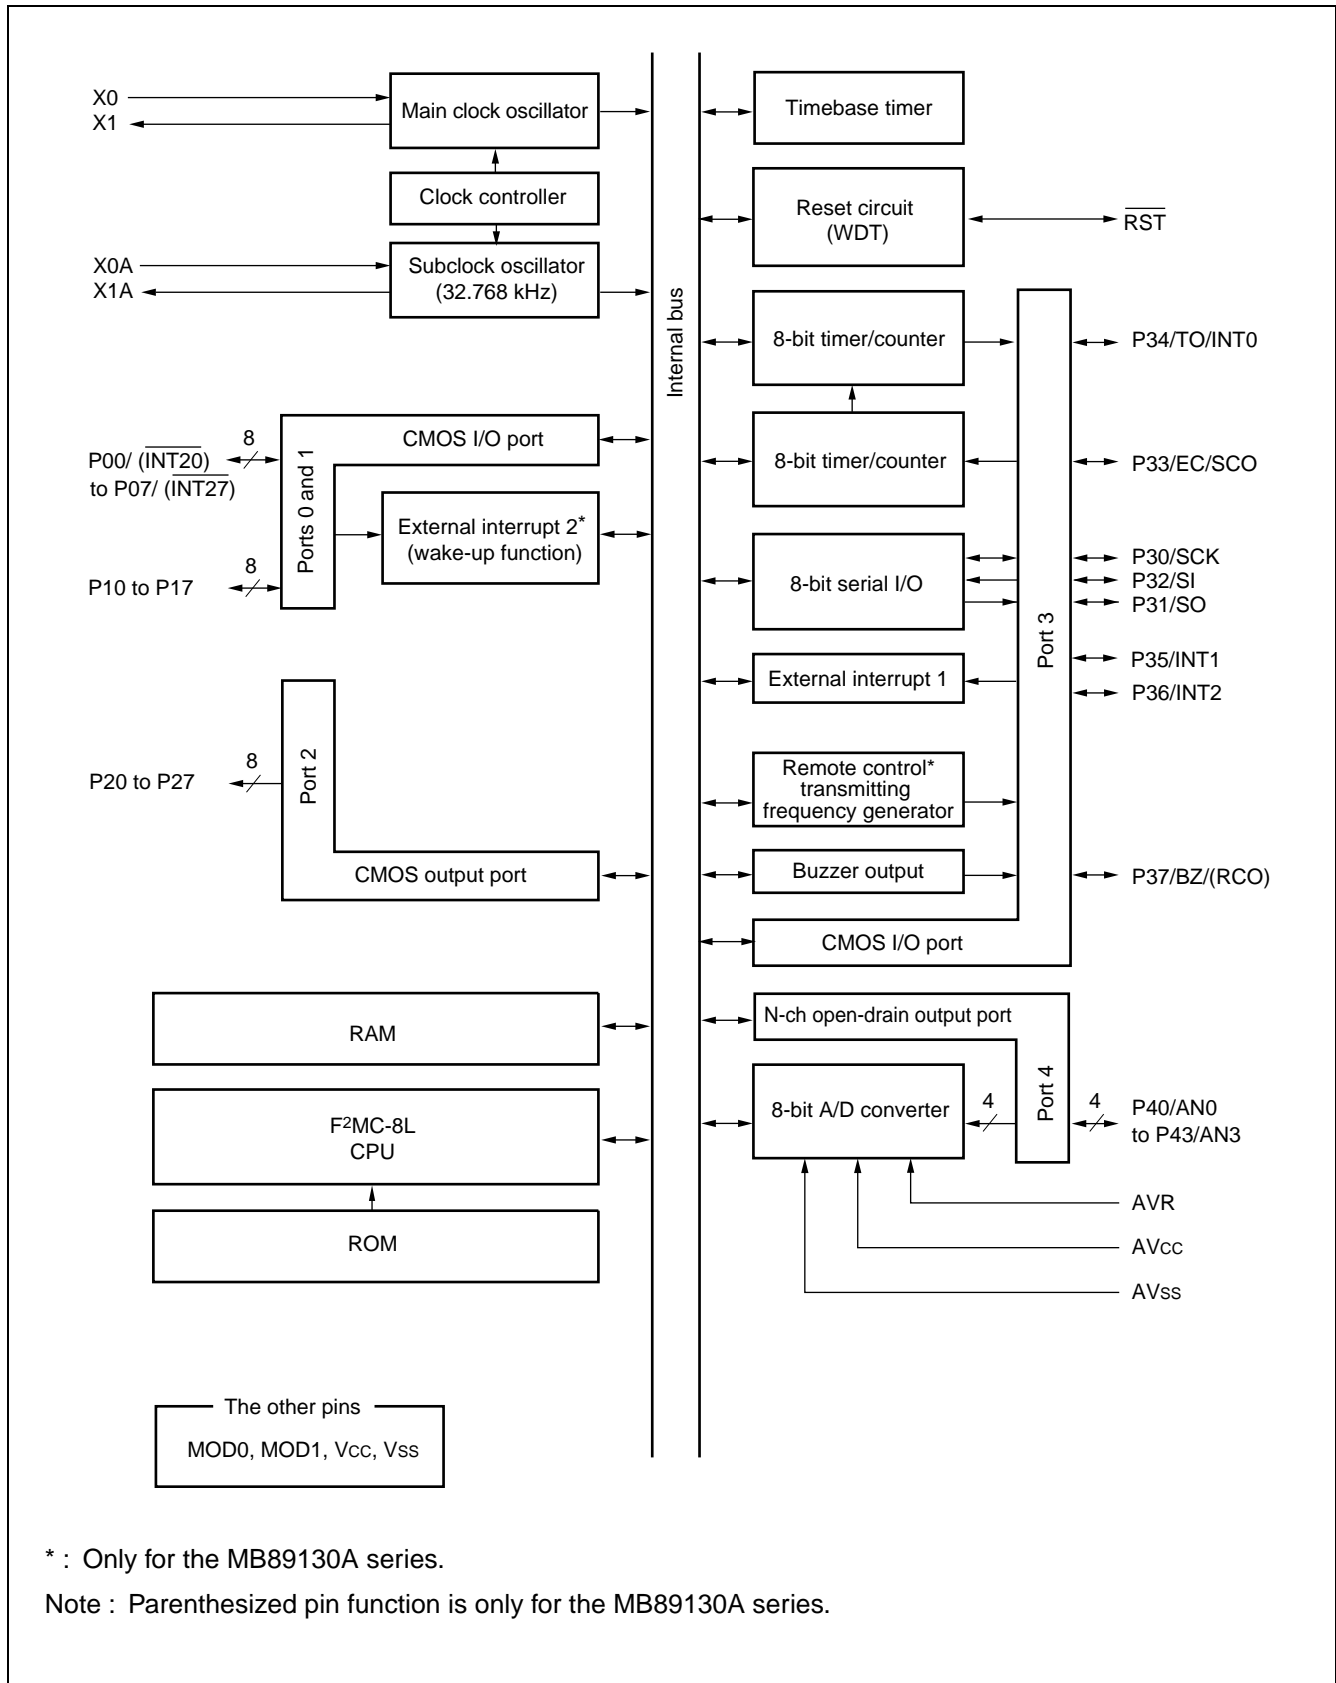 X0
X1
Main clock oscillator
Clock controller
X0A
X1A
Subclock oscillator
(32.768 kHz)
8
P00/ (INT20)
to P07/ (INT27)
8
P10 to P17
Ports 0 and 1
CMOS I/O port
External interrupt 2*
(wake-up function)
8
P20 to P27
Port 2
CMOS output port
RAM
F²MC-8L
CPU
ROM
The other pins
MOD0, MOD1, Vcc, Vss
Internal bus
Timebase timer
Reset circuit
(WDT)
RST
8-bit timer/counter
P34/TO/INT0
8-bit timer/counter
P33/EC/SCO
8-bit serial I/O
P30/SCK
P32/SI
P31/SO
Port 3
External interrupt 1
P35/INT1
P36/INT2
Remote control*
transmitting
frequency generator
Buzzer output
P37/BZ/(RCO)
CMOS I/O port
N-ch open-drain output port
Port 4
8-bit A/D converter
4
4
P40/AN0
to P43/AN3
AVR
AVcc
AVss
* : Only for the MB89130A series.
Note : Parenthesized pin function is only for the MB89130A series.